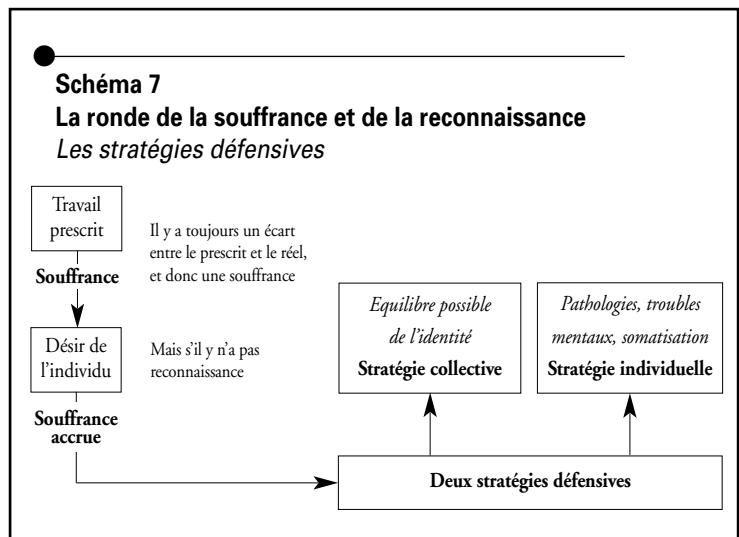 Schéma 7
La ronde de la souffrance et de la reconnaissance
Les stratégies défensives
Travail
prescrit
Il y a toujours un écart
entre le prescrit et le réel,
et donc une souffrance
Souffrance
Désir de
l'individu
Mais s'il y n'a pas
reconnaissance
Souffrance
accrue
Equilibre possible
de l'identité
Stratégie collective
Pathologies, troubles
mentaux, somatisation
Stratégie individuelle
Deux stratégies défensives